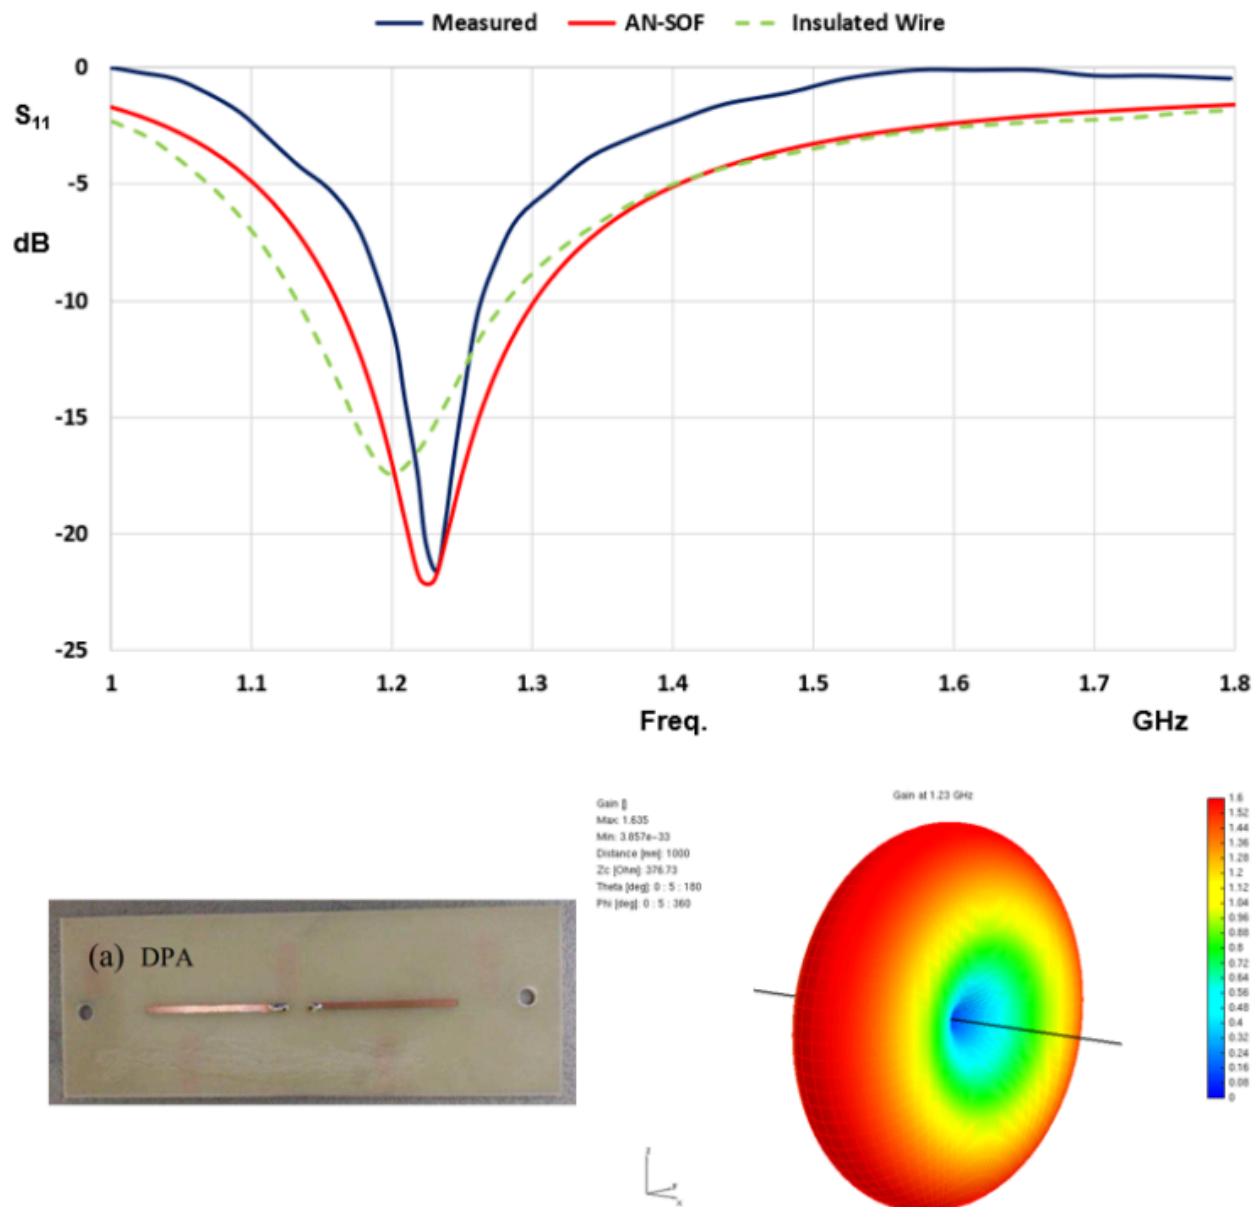 Measured AN-SOF Insulated Wire
0
S11
-5
dB
-10
-15
-20
-25
1 1.1 1.2 1.3 1.4 1.5 1.6 1.7 1.8
Freq. GHz
Gain []
Max: 1.635
Min: 3.857e-33
Distance [mm]: 1000
Zc [Ohm]: 376.73
Theta [deg]: 0 : 5 : 180
Phi [deg]: 0 : 5 : 360
Gain at 1.23 GHz
1.6
1.52
1.44
1.36
1.28
1.2
1.12
1.04
0.96
0.88
0.8
0.72
0.64
0.56
0.48
0.4
0.32
0.24
0.16
0.08
0
(a) DPA
z
y
x